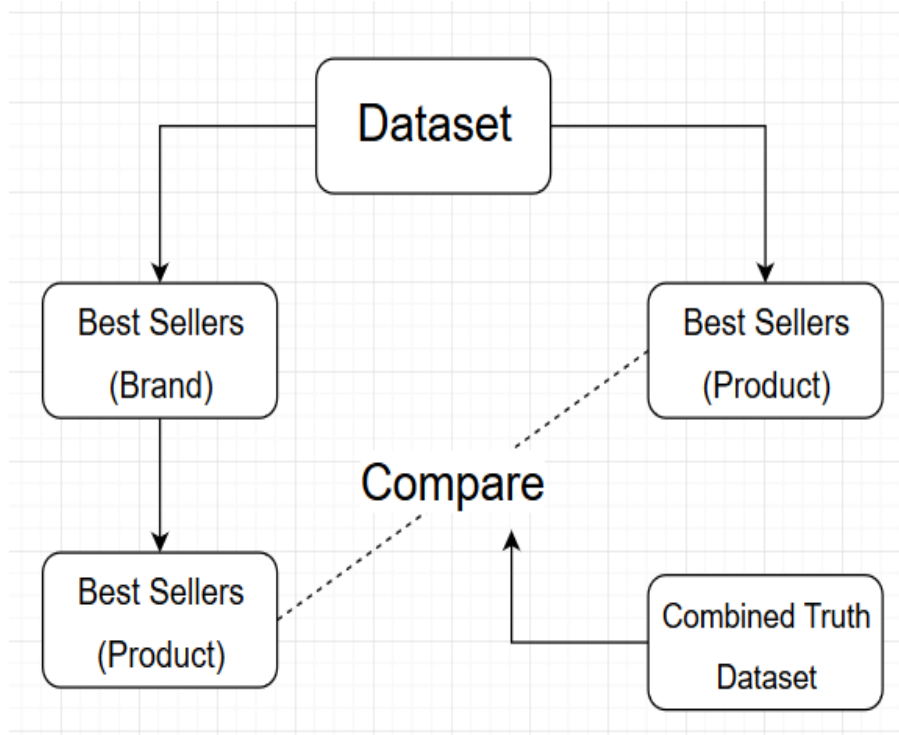 Dataset
Best Sellers
(Brand)
Best Sellers
(Product)
Compare
Best Sellers
(Product)
Combined Truth
Dataset